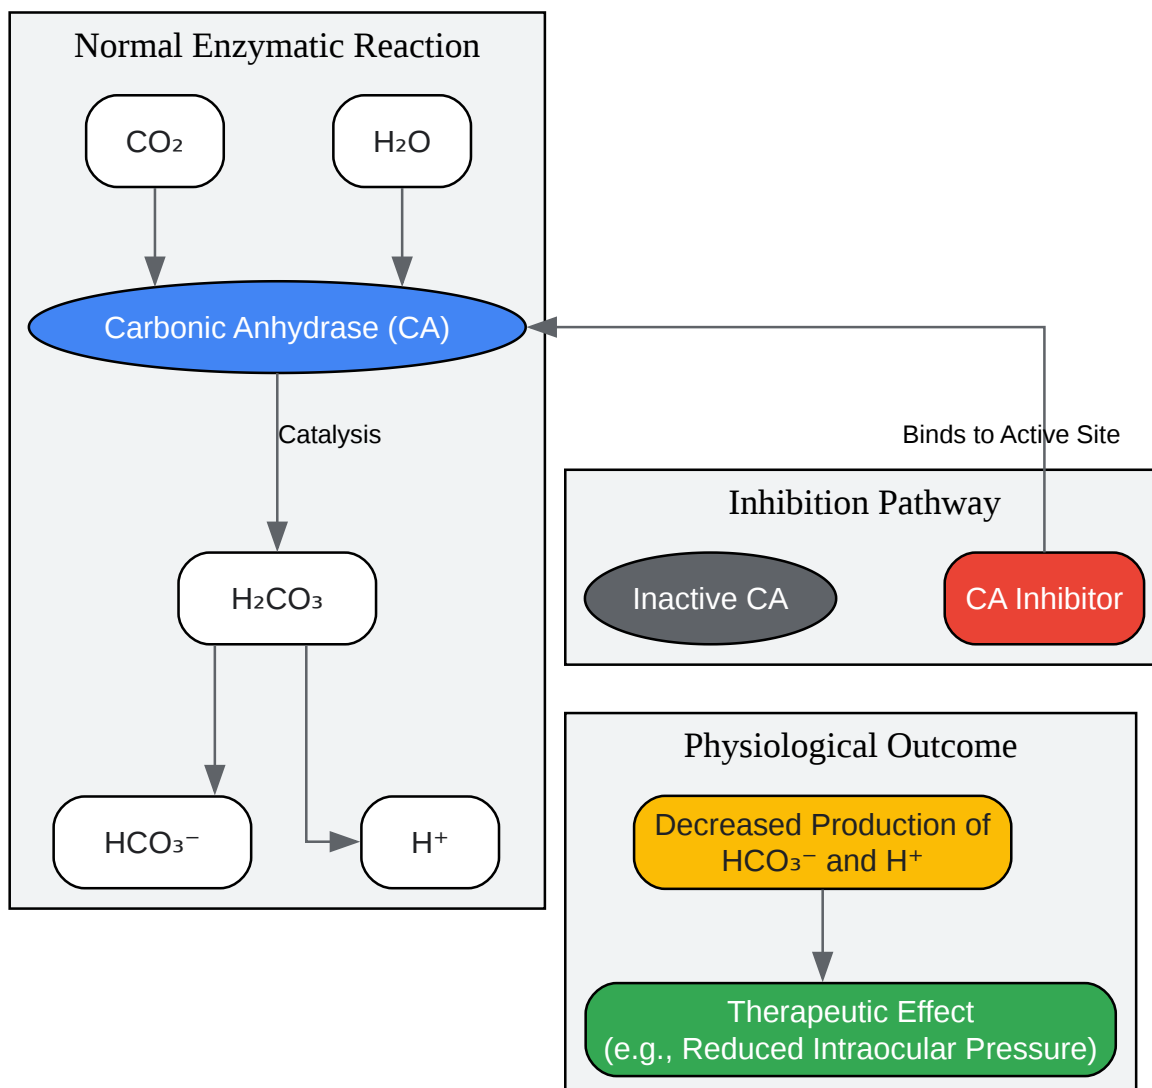 Normal Enzymatic Reaction
CO₂
H₂O
Carbonic Anhydrase (CA)
Catalysis
H₂CO₃
HCO₃⁻
H⁺
Binds to Active Site
Inhibition Pathway
Inactive CA
CA Inhibitor
Physiological Outcome
Decreased Production of
HCO₃⁻ and H⁺
Therapeutic Effect
(e.g., Reduced Intraocular Pressure)